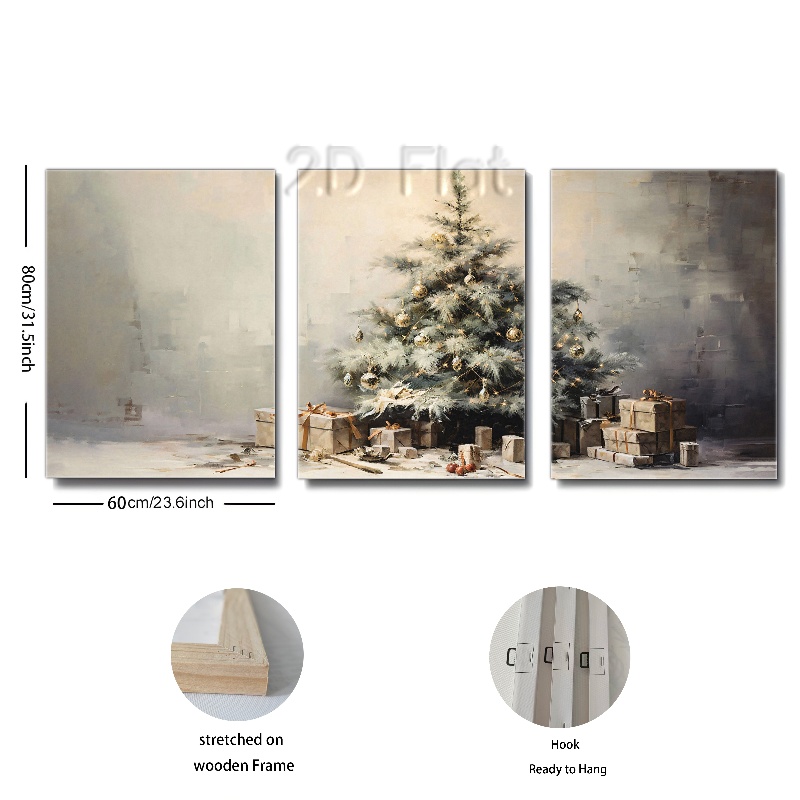 2D Flat
80cm/31.5inch
60cm/23.6inch
stretched on
wooden Frame
Hook
Ready to Hang